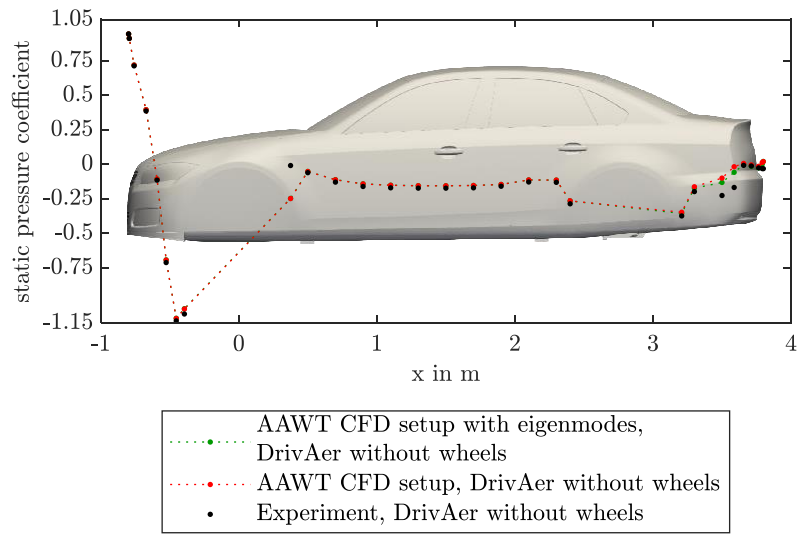 1.05
0.75
0.5
0.25
0
-0.25
-0.5
-0.75
-1.15
static pressure coefficient
-1 0 1 2 3 4
x in m
AAWT CFD setup with eigenmodes,
DrivAer without wheels
AAWT CFD setup, DrivAer without wheels
Experiment, DrivAer without wheels